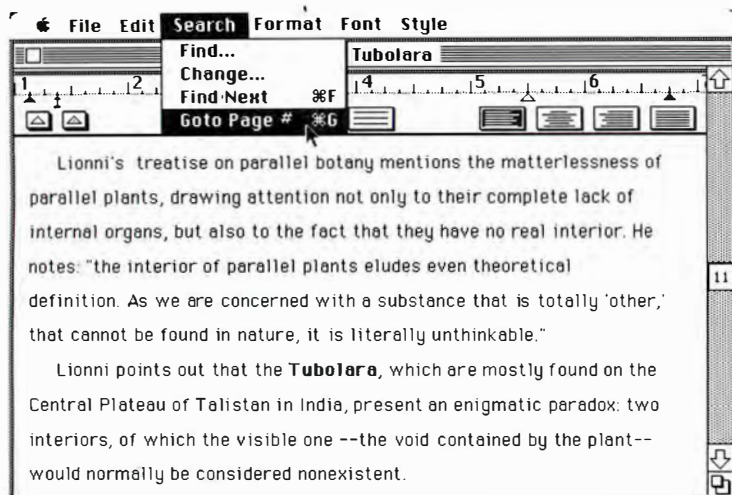 File Edit Search Format Font Style
Tubolara
Find...
Change...
Find Next ⌘F
Goto Page # ⌘G
1 2 4 5 6
Lionni's treatise on parallel botany mentions the matterlessness of
parallel plants, drawing attention not only to their complete lack of
internal organs, but also to the fact that they have no real interior. He
notes: "the interior of parallel plants eludes even theoretical
definition. As we are concerned with a substance that is totally 'other,'
that cannot be found in nature, it is literally unthinkable."
Lionni points out that the Tubolara, which are mostly found on the
Central Plateau of Talistan in India, present an enigmatic paradox: two
interiors, of which the visible one --the void contained by the plant--
would normally be considered nonexistent.
11